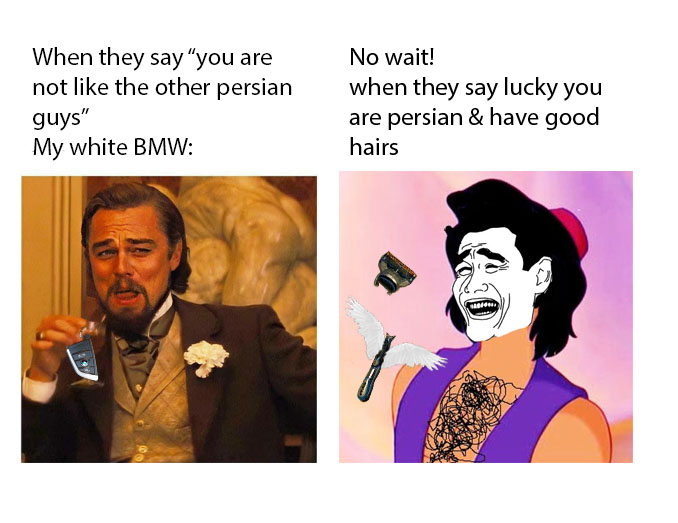 When they say “you are
not like the other persian
guys”
My white BMW:
No wait!
when they say lucky you
are persian & have good
hairs